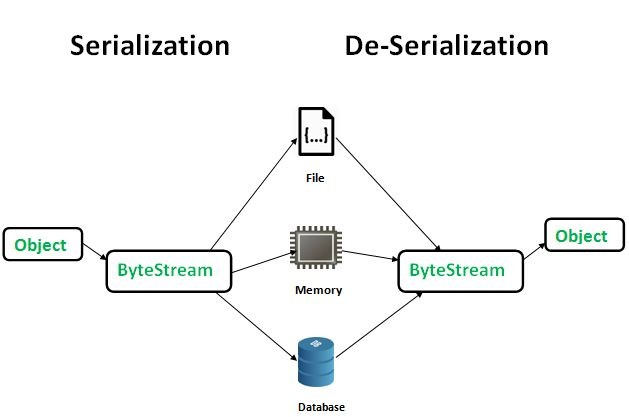 Serialization
De-Serialization
{...}
File
Object
ByteStream
Memory
ByteStream
Object
Database